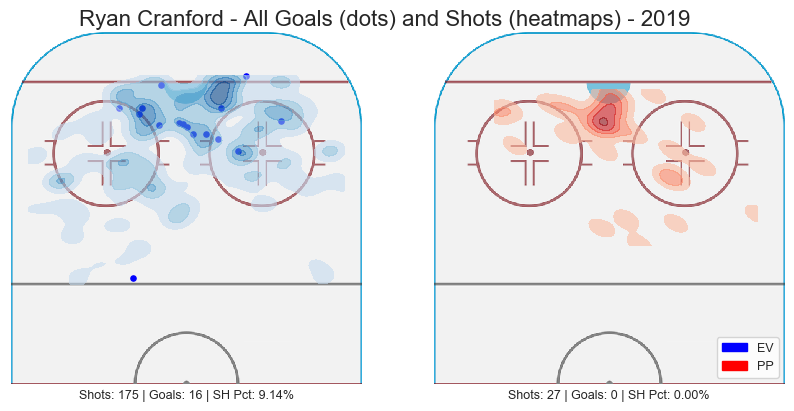 Ryan Cranford - All Goals (dots) and Shots (heatmaps) - 2019
EV
PP
Shots: 175 | Goals: 16 | SH Pct: 9.14%
Shots: 27 | Goals: 0 | SH Pct: 0.00%